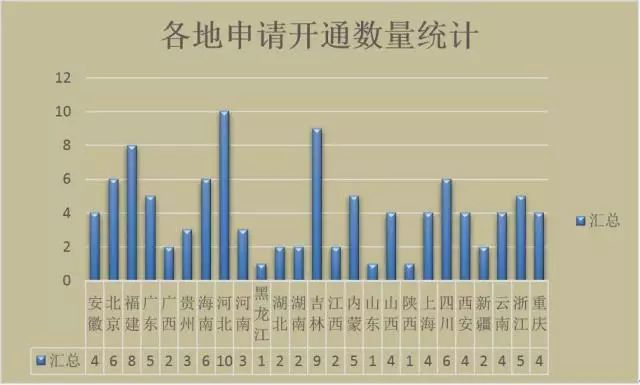 各地申请开通数量统计
12
10
8
6
4
2
0
汇总
安徽 北京 福建 广东 广西 贵州 海南 河北 河南 黑龙江 湖北 湖南 吉林 江西 内蒙 山东 山西 陕西 上海 四川 西安 新疆 云南 浙江 重庆
汇总 4 6 8 5 2 3 6 10 3 1 2 2 9 2 5 1 4 1 4 6 4 2 4 5 4